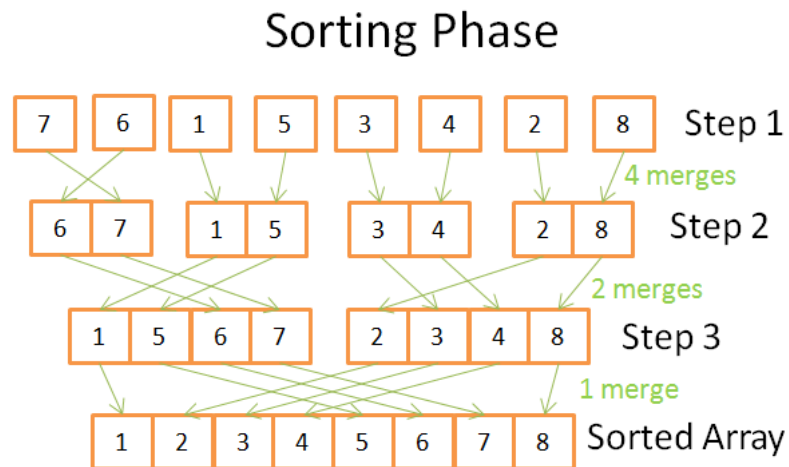 Sorting Phase
7 6 1 5 3 4 2 8 Step 1
4 merges
6 7 1 5 3 4 2 8 Step 2
2 merges
1 5 6 7 2 3 4 8 Step 3
1 merge
1 2 3 4 5 6 7 8 Sorted Array